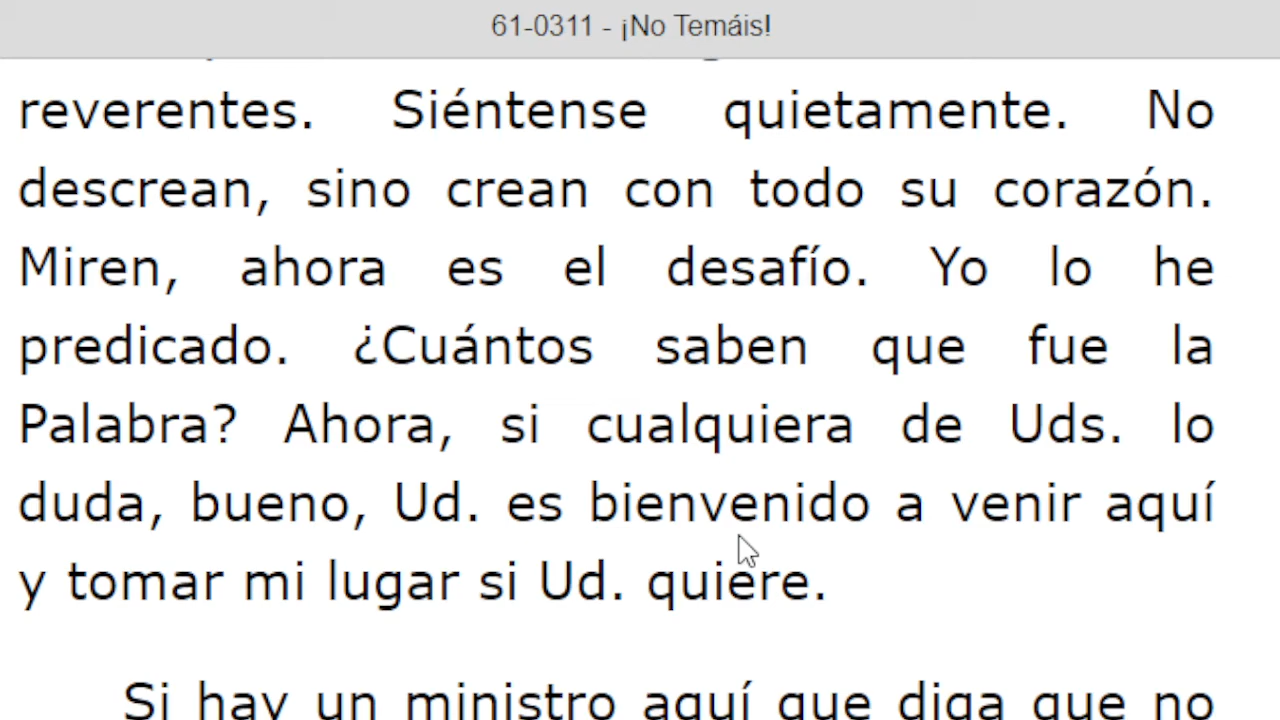 61-0311 - ¡No Temáis!
reverentes. Siéntense quietamente. No
descrean, sino crean con todo su corazón.
Miren, ahora es el desafío. Yo lo he
predicado. ¿Cuántos saben que fue la
Palabra? Ahora, si cualquiera de Uds. lo
duda, bueno, Ud. es bienvenido a venir aquí
y tomar mi lugar si Ud. quiere.
Si hay un ministro aquí que diga que no